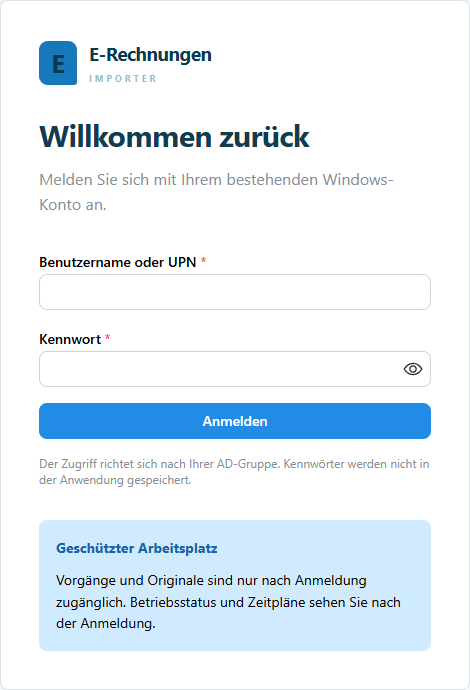 E
E-Rechnungen
IMPORTER
Willkommen zurück
Melden Sie sich mit Ihrem bestehenden Windows-
Konto an.
Benutzername oder UPN *
Kennwort *
Anmelden
Der Zugriff richtet sich nach Ihrer AD-Gruppe. Kennwörter werden nicht in
der Anwendung gespeichert.
Geschützter Arbeitsplatz
Vorgänge und Originale sind nur nach Anmeldung
zugänglich. Betriebsstatus und Zeitpläne sehen Sie nach
der Anmeldung.